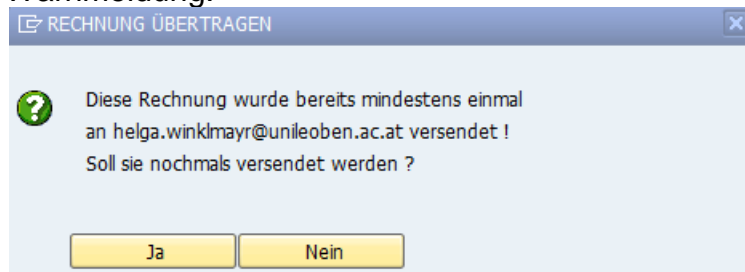 Warnmeldung:
RECHNUNG ÜBERTRAGEN
Diese Rechnung wurde bereits mindestens einmal
an helga.winklmayr@unileoben.ac.at versendet !
Soll sie nochmals versendet werden ?
Ja Nein